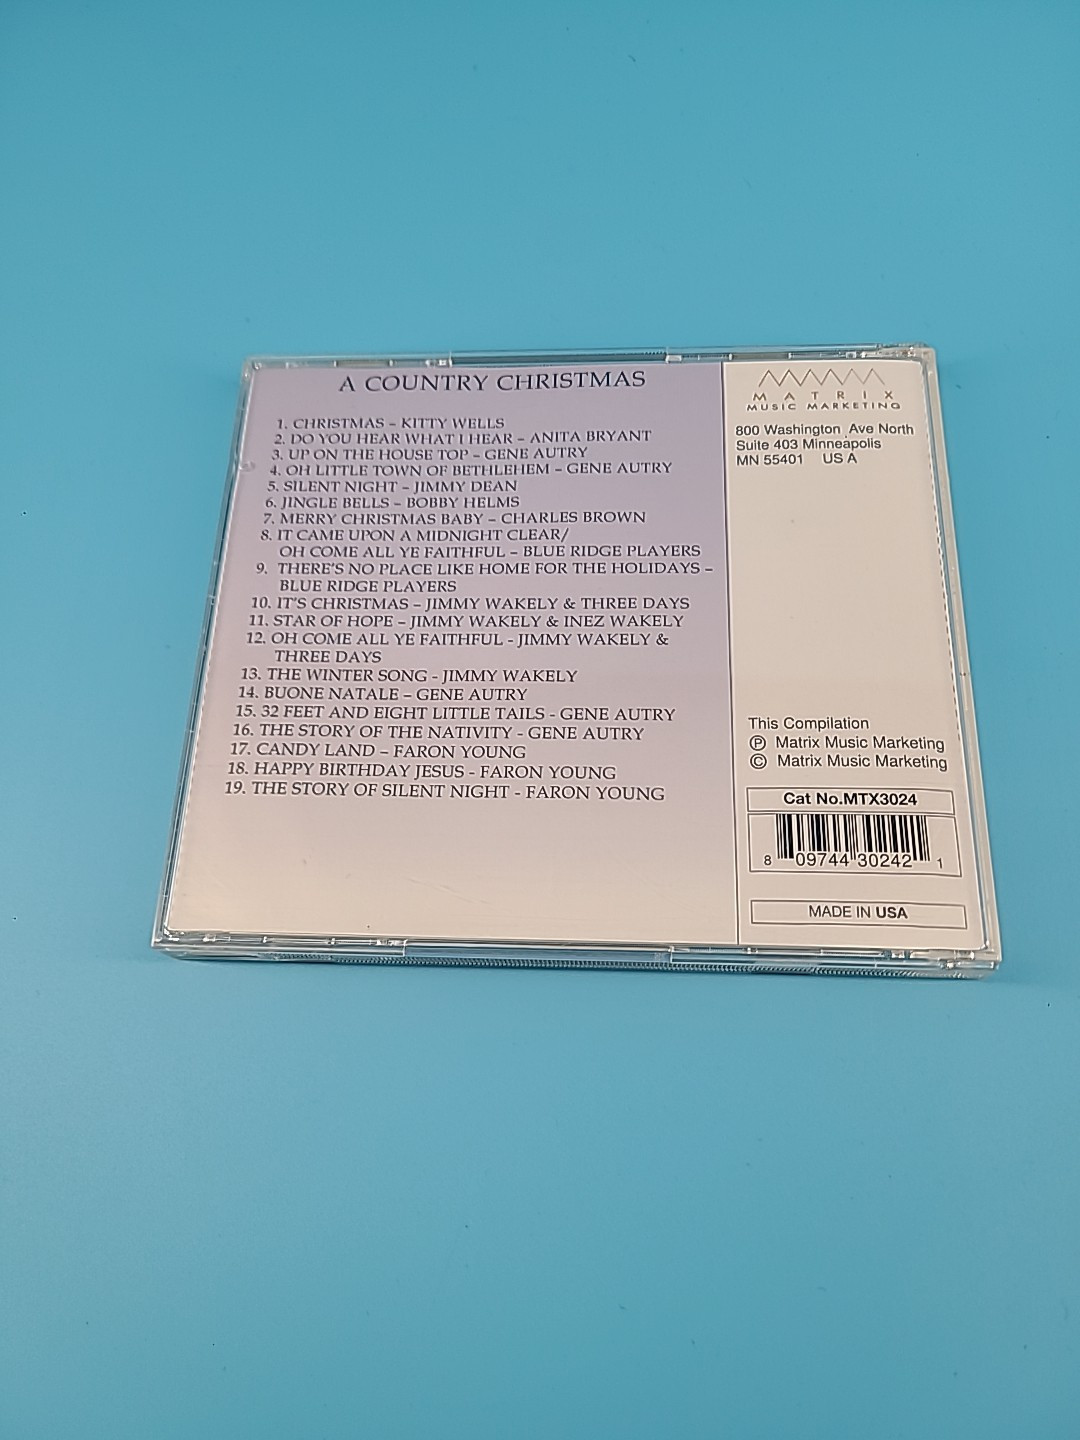 A COUNTRY CHRISTMAS
1. CHRISTMAS – KITTY WELLS
2. DO YOU HEAR WHAT I HEAR – ANITA BRYANT
3. UP ON THE HOUSE TOP – GENE AUTRY
4. OH LITTLE TOWN OF BETHLEHEM – GENE AUTRY
5. SILENT NIGHT – JIMMY DEAN
6. JINGLE BELLS – BOBBY HELMS
7. MERRY CHRISTMAS BABY – CHARLES BROWN
8. IT CAME UPON A MIDNIGHT CLEAR/
OH COME ALL YE FAITHFUL – BLUE RIDGE PLAYERS
9. THERE'S NO PLACE LIKE HOME FOR THE HOLIDAYS –
BLUE RIDGE PLAYERS
10. IT'S CHRISTMAS – JIMMY WAKELY & THREE DAYS
11. STAR OF HOPE – JIMMY WAKELY & INEZ WAKELY
12. OH COME ALL YE FAITHFUL - JIMMY WAKELY &
THREE DAYS
13. THE WINTER SONG - JIMMY WAKELY
14. BUONE NATALE – GENE AUTRY
15. 32 FEET AND EIGHT LITTLE TAILS - GENE AUTRY
16. THE STORY OF THE NATIVITY - GENE AUTRY
17. CANDY LAND – FARON YOUNG
18. HAPPY BIRTHDAY JESUS - FARON YOUNG
19. THE STORY OF SILENT NIGHT - FARON YOUNG
MATRIX
MUSIC MARKETING
800 Washington Ave North
Suite 403 Minneapolis
MN 55401 US A
This Compilation
Ⓟ Matrix Music Marketing
© Matrix Music Marketing
Cat No.MTX3024
8 09744 30242 1
MADE IN USA